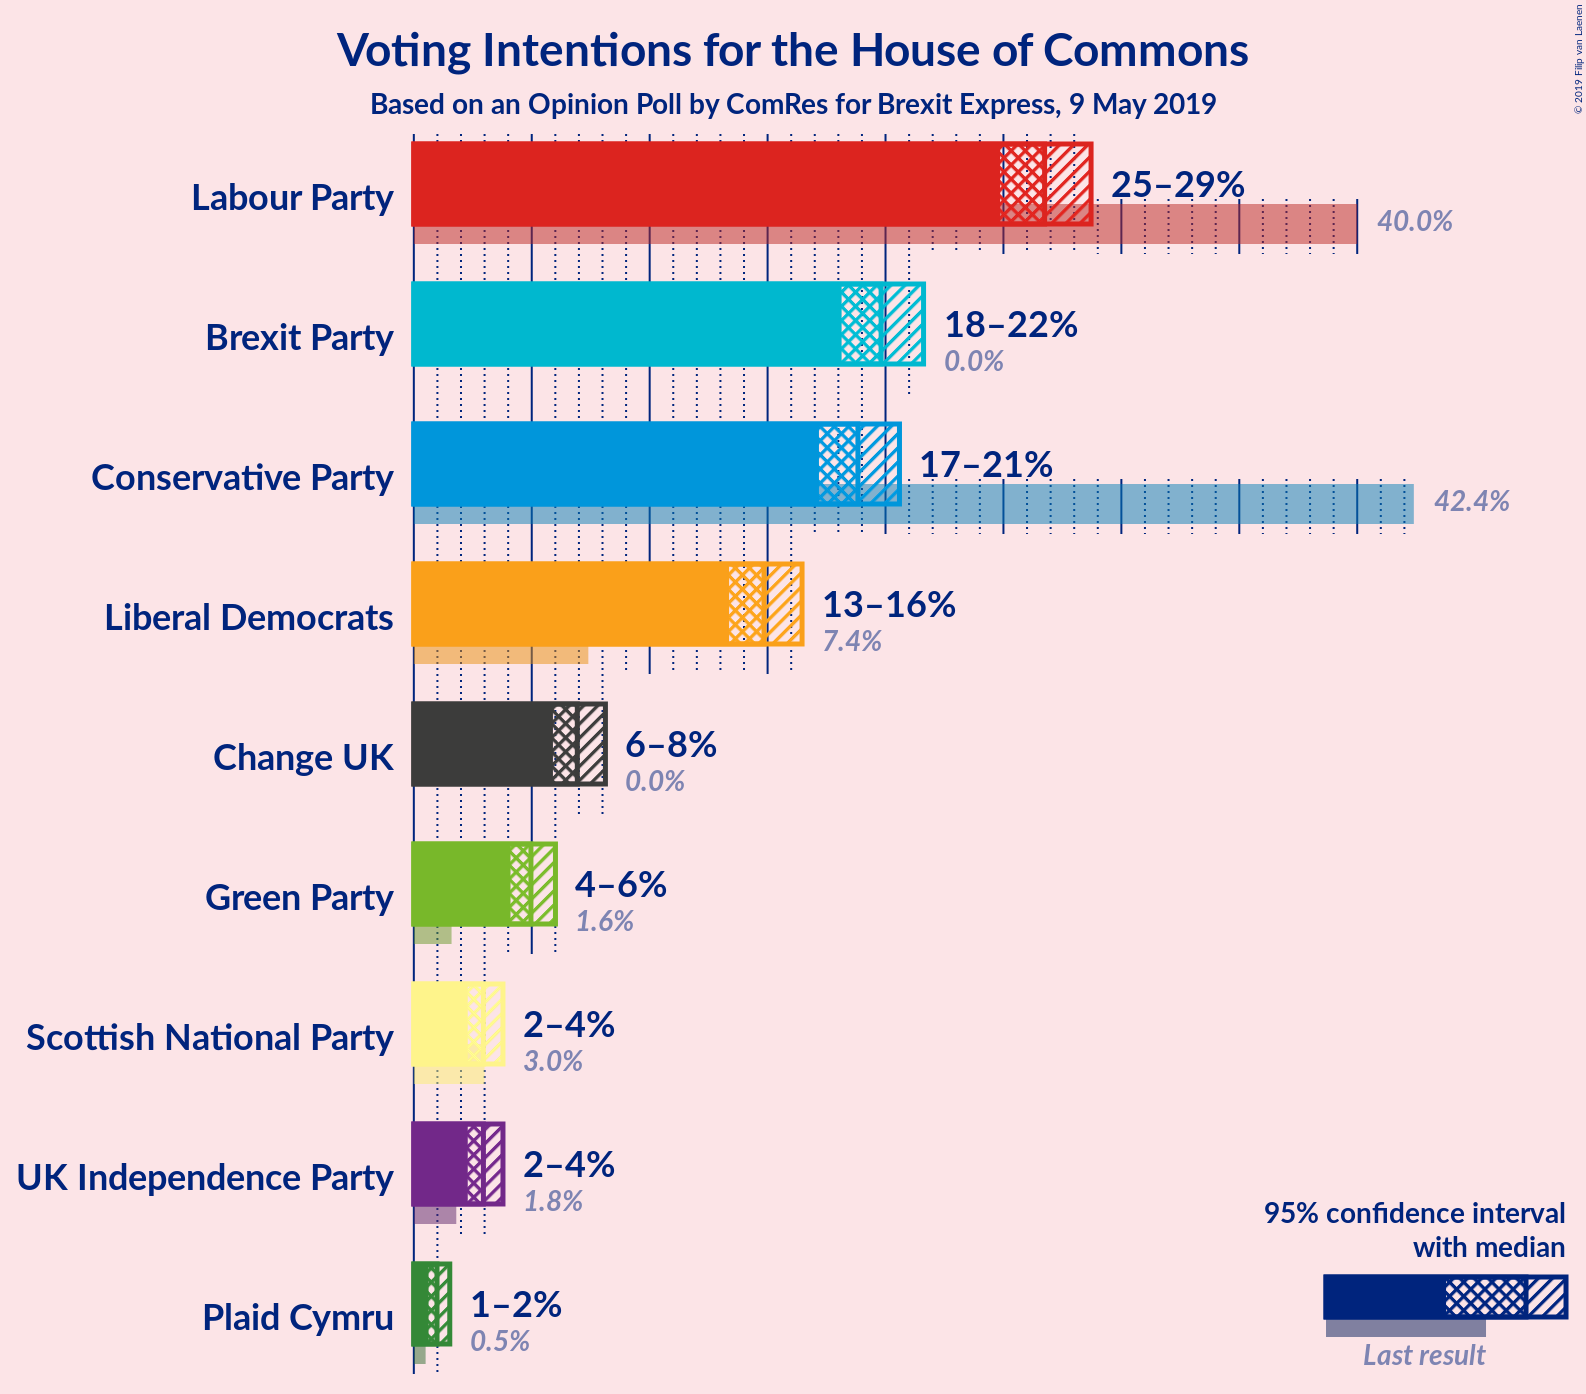 Voting Intentions for the House of Commons
Based on an Opinion Poll by ComRes for Brexit Express, 9 May 2019
© 2019 Filip van Laenen
Labour Party
25–29%
40.0%
Brexit Party
18–22%
0.0%
Conservative Party
17–21%
42.4%
Liberal Democrats
13–16%
7.4%
Change UK
6–8%
0.0%
Green Party
4–6%
1.6%
Scottish National Party
2–4%
3.0%
UK Independence Party
2–4%
1.8%
Plaid Cymru
1–2%
0.5%
95% confidence interval
with median
Last result